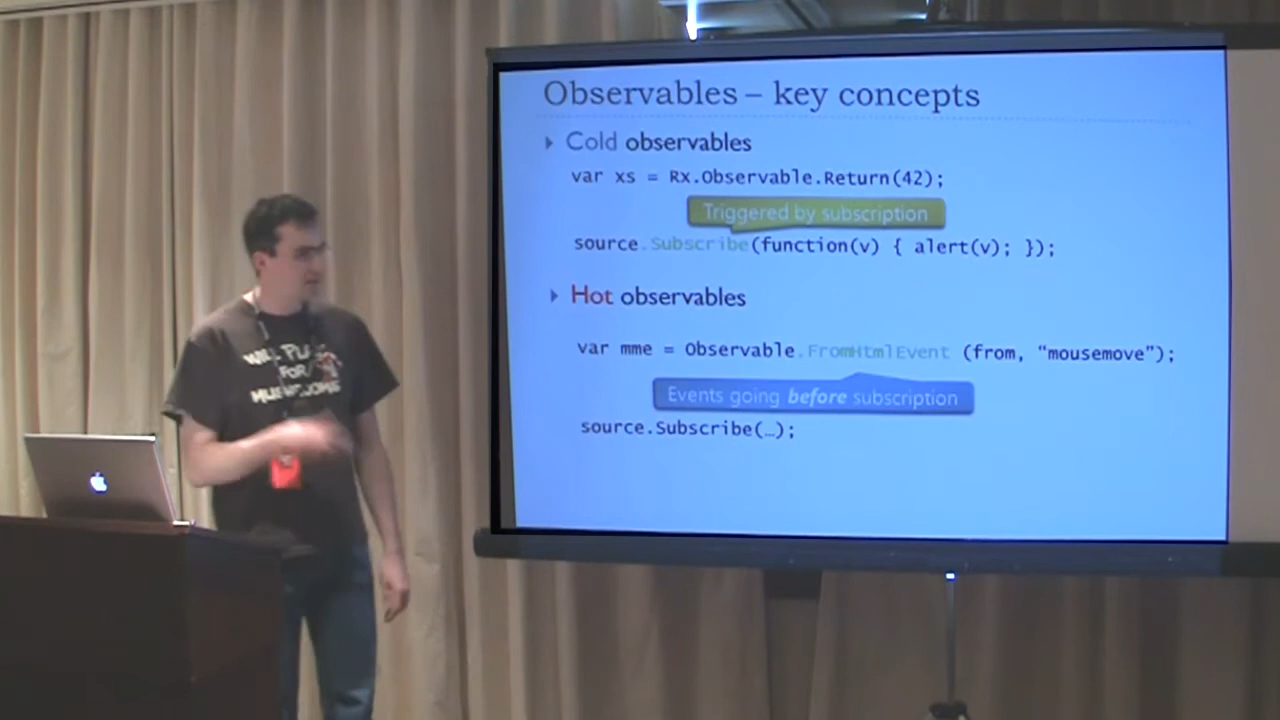 Observables – key concepts
Cold observables
var xs = Rx.Observable.Return(42);
Triggered by subscription
source.Subscribe(function(v) { alert(v); });
Hot observables
var mme = Observable.FromHtmlEvent (from, “mousemove”);
Events going before subscription
source.Subscribe(…);
FOR